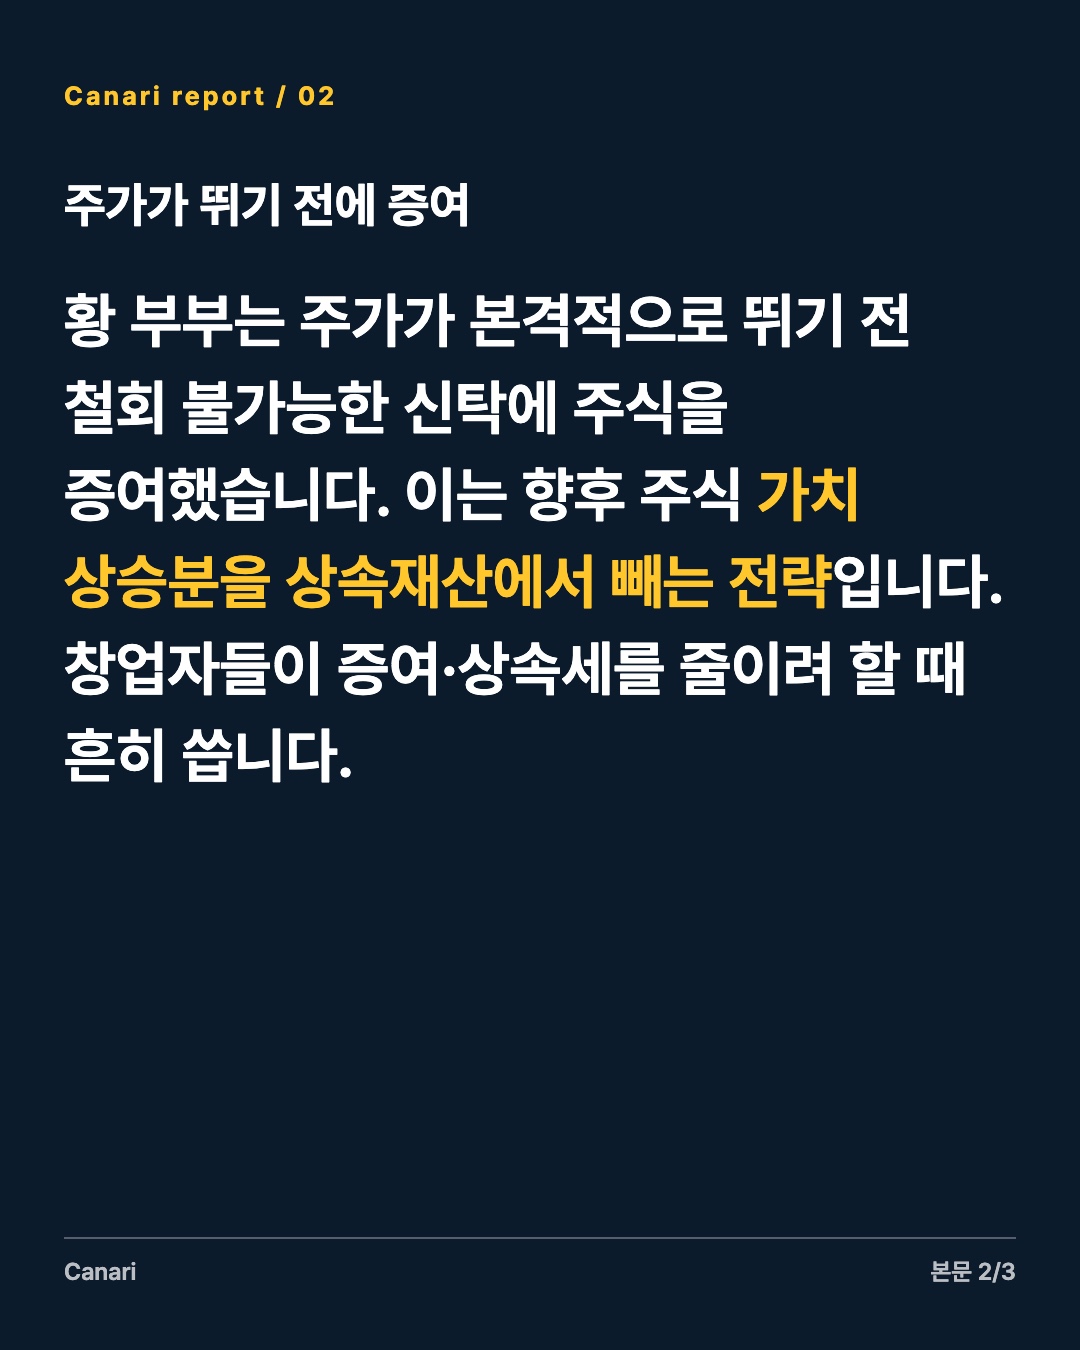 Canari report / 02
주가가 뛰기 전에 증여
황 부부는 주가가 본격적으로 뛰기 전
철회 불가능한 신탁에 주식을
증여했습니다. 이는 향후 주식 가치
상승분을 상속재산에서 빼는 전략입니다.
창업자들이 증여·상속세를 줄이려 할 때
흔히 씁니다.
Canari
본문 2/3